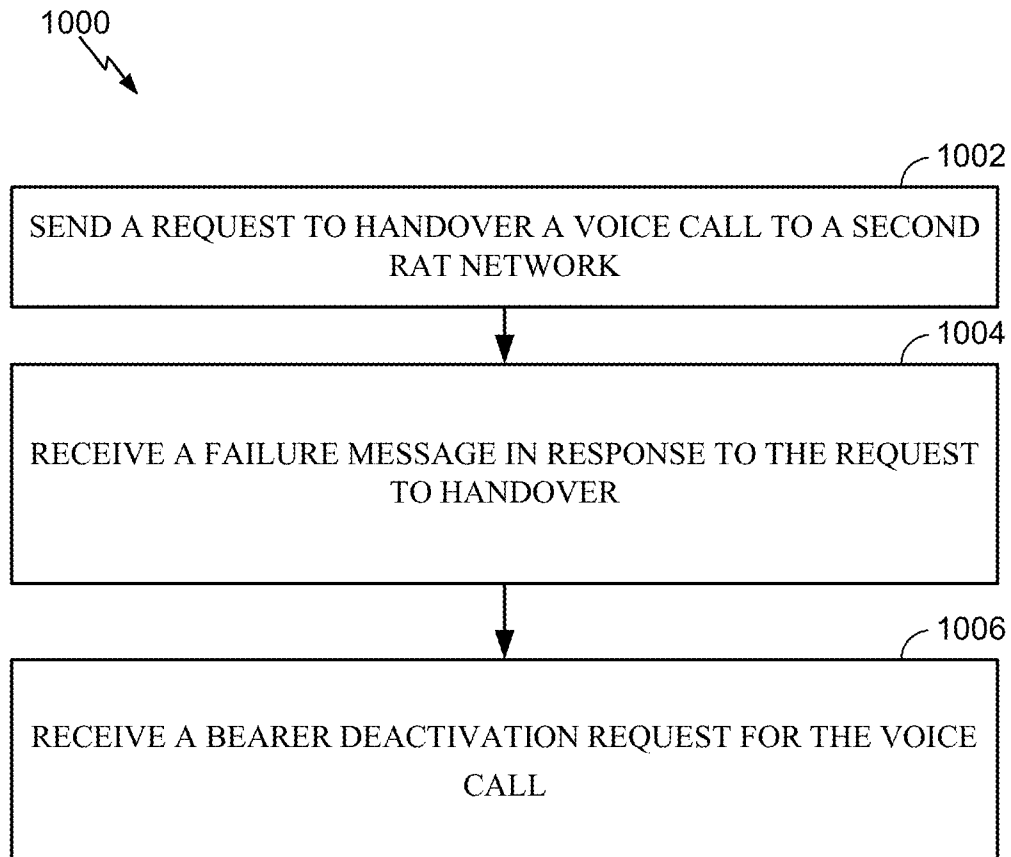 1000
1002
SEND A REQUEST TO HANDOVER A VOICE CALL TO A SECOND
RAT NETWORK
1004
RECEIVE A FAILURE MESSAGE IN RESPONSE TO THE REQUEST
TO HANDOVER
1006
RECEIVE A BEARER DEACTIVATION REQUEST FOR THE VOICE
CALL